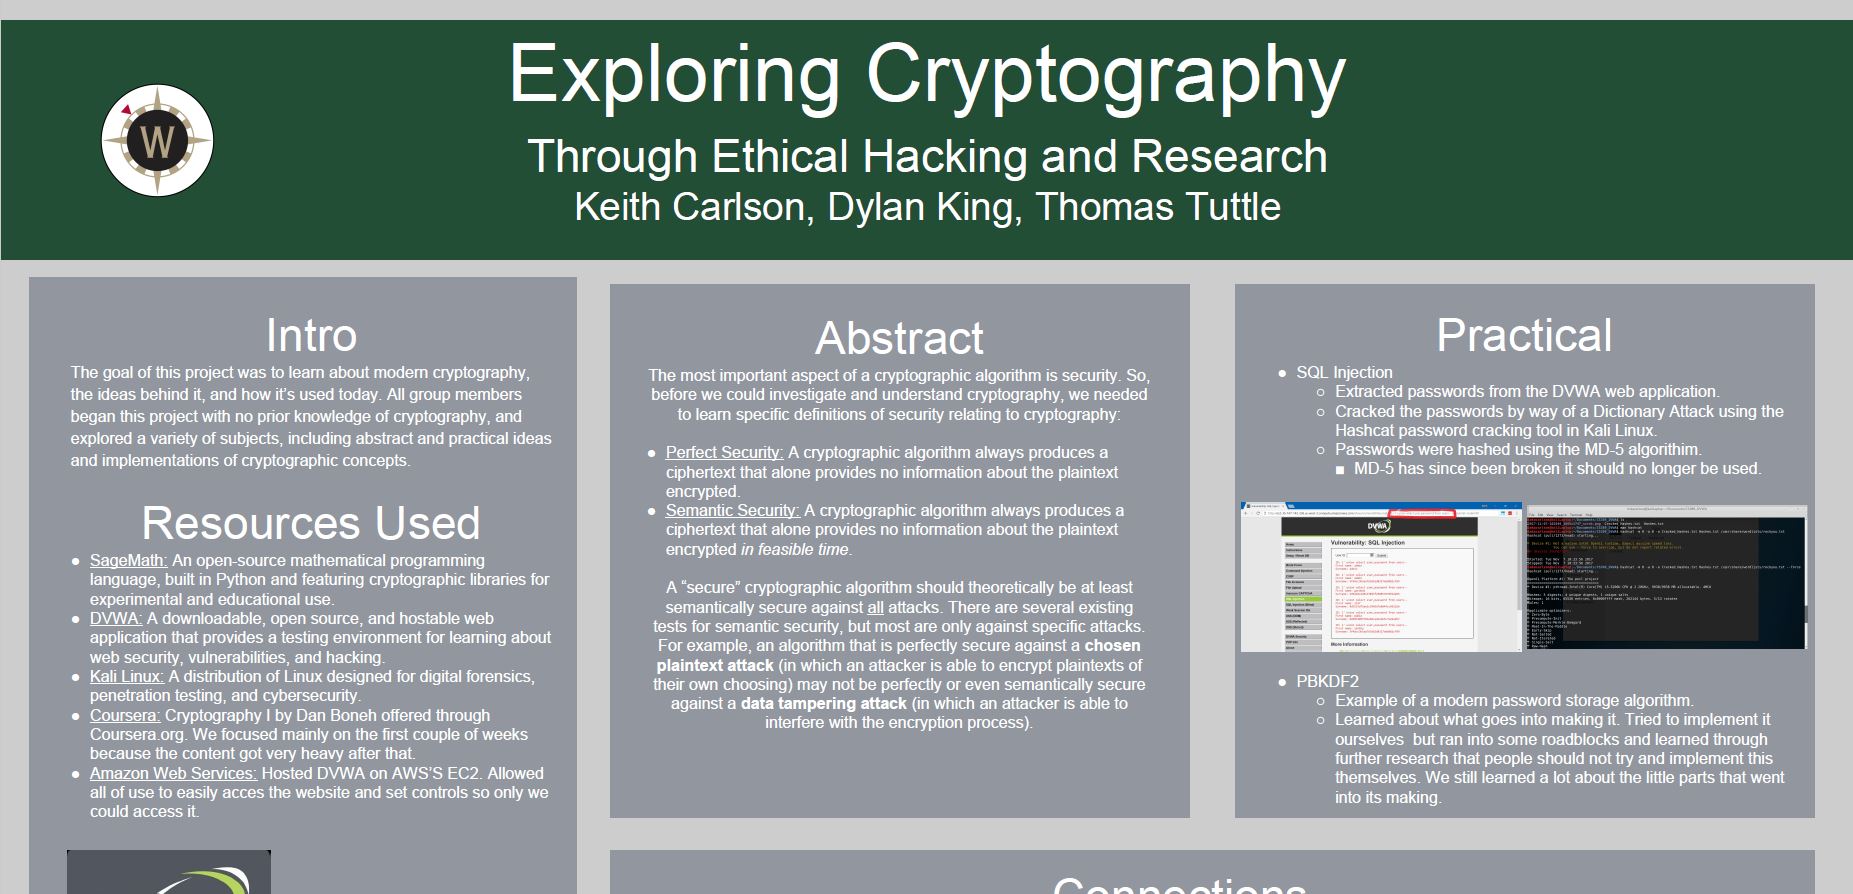 Exploring Cryptography
Through Ethical Hacking and Research
Keith Carlson, Dylan King, Thomas Tuttle
W
Intro
The goal of this project was to learn about modern cryptography,
the ideas behind it, and how it's used today. All group members
began this project with no prior knowledge of cryptography, and
explored a variety of subjects, including abstract and practical ideas
and implementations of cryptographic concepts.
Resources Used
● SageMath: An open-source mathematical programming
language, built in Python and featuring cryptographic libraries for
experimental and educational use.
● DVWA: A downloadable, open source, and hostable web
application that provides a testing environment for learning about
web security, vulnerabilities, and hacking.
● Kali Linux: A distribution of Linux designed for digital forensics,
penetration testing, and cybersecurity.
● Coursera: Cryptography I by Dan Boneh offered through
Coursera.org. We focused mainly on the first couple of weeks
because the content got very heavy after that.
● Amazon Web Services: Hosted DVWA on AWS'S EC2. Allowed
all of use to easily acces the website and set controls so only we
could access it.
Abstract
The most important aspect of a cryptographic algorithm is security. So,
before we could investigate and understand cryptography, we needed
to learn specific definitions of security relating to cryptography:
● Perfect Security: A cryptographic algorithm always produces a
ciphertext that alone provides no information about the plaintext
encrypted.
● Semantic Security: A cryptographic algorithm always produces a
ciphertext that alone provides no information about the plaintext
encrypted in feasible time.
A “secure” cryptographic algorithm should theoretically be at least
semantically secure against all attacks. There are several existing
tests for semantic security, but most are only against specific attacks.
For example, an algorithm that is perfectly secure against a chosen
plaintext attack (in which an attacker is able to encrypt plaintexts of
their own choosing) may not be perfectly or even semantically secure
against a data tampering attack (in which an attacker is able to
interfere with the encryption process).
Practical
● SQL Injection
○ Extracted passwords from the DVWA web application.
○ Cracked the passwords by way of a Dictionary Attack using the
Hashcat password cracking tool in Kali Linux.
○ Passwords were hashed using the MD-5 algorithim.
■ MD-5 has since been broken it should no longer be used.
DVWA
Vulnerability: SQL Injection
More Information
● PBKDF2
○ Example of a modern password storage algorithm.
○ Learned about what goes into making it. Tried to implement it
ourselves but ran into some roadblocks and learned through
further research that people should not try and implement this
themselves. We still learned a lot about the little parts that went
into its making.
Connections